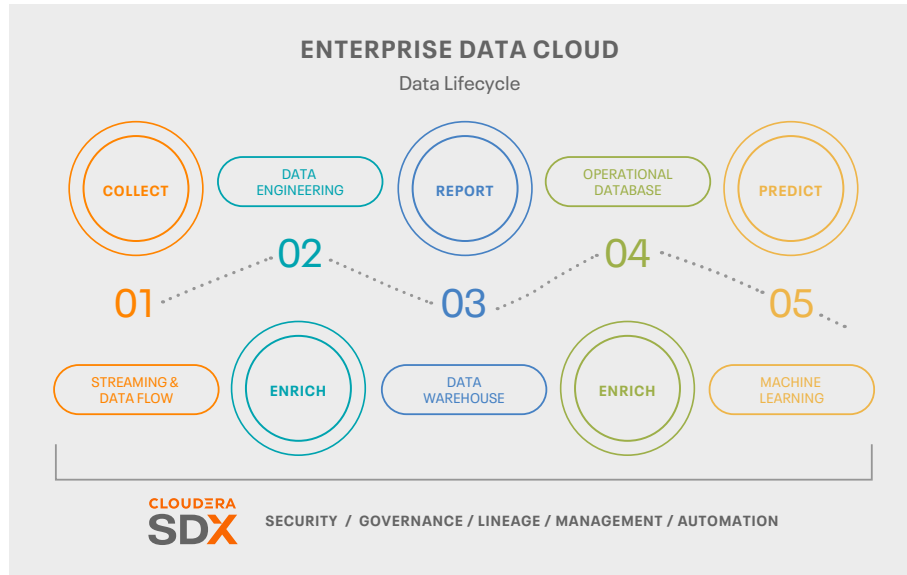 ENTERPRISE DATA CLOUD
Data Lifecycle
COLLECT
DATA
ENGINEERING
REPORT
OPERATIONAL
DATABASE
PREDICT
01
02
03
04
05
STREAMING &
DATA FLOW
ENRICH
DATA
WAREHOUSE
ENRICH
MACHINE
LEARNING
CLOUDERA
SDX
SECURITY / GOVERNANCE / LINEAGE / MANAGEMENT / AUTOMATION